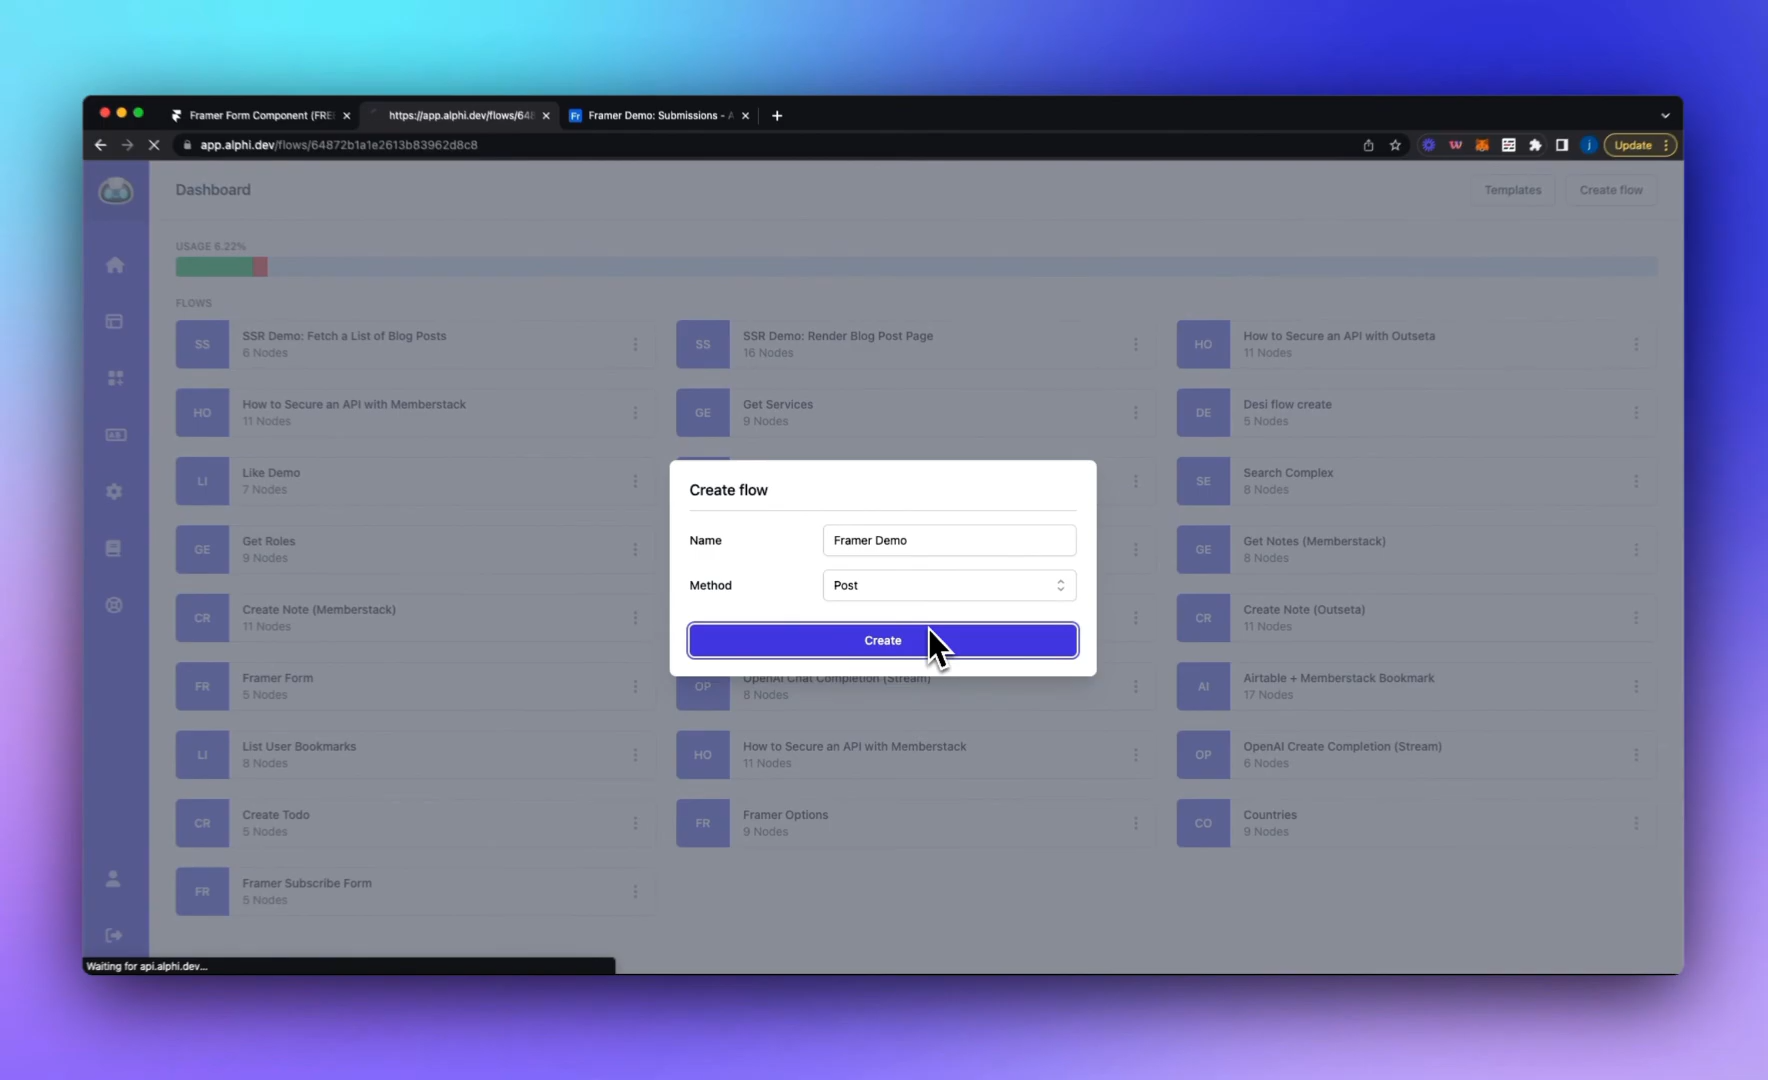 Framer Form Component (FRE
https://app.alphi.dev/flows/648
Fr
Framer Demo: Submissions - A
app.alphi.dev/flows/64872b1a1e2613b83962d8c8
W
j
Update
Dashboard
Templates
Create flow
USAGE 6.22%
FLOWS
SS
SSR Demo: Fetch a List of Blog Posts
6 Nodes
SS
SSR Demo: Render Blog Post Page
16 Nodes
HO
How to Secure an API with Outseta
11 Nodes
HO
How to Secure an API with Memberstack
11 Nodes
GE
Get Services
9 Nodes
DE
Desi flow create
5 Nodes
LI
Like Demo
7 Nodes
SE
Search Complex
8 Nodes
Create flow
Name
Framer Demo
Method
Post
Create
GE
Get Roles
9 Nodes
GE
Get Notes (Memberstack)
8 Nodes
CR
Create Note (Memberstack)
11 Nodes
CR
Create Note (Outseta)
11 Nodes
FR
Framer Form
5 Nodes
OP
OpenAI Chat Completion (Stream)
8 Nodes
AI
Airtable + Memberstack Bookmark
17 Nodes
LI
List User Bookmarks
8 Nodes
HO
How to Secure an API with Memberstack
11 Nodes
OP
OpenAI Create Completion (Stream)
6 Nodes
CR
Create Todo
5 Nodes
FR
Framer Options
9 Nodes
CO
Countries
9 Nodes
FR
Framer Subscribe Form
5 Nodes
Waiting for api.alphi.dev...